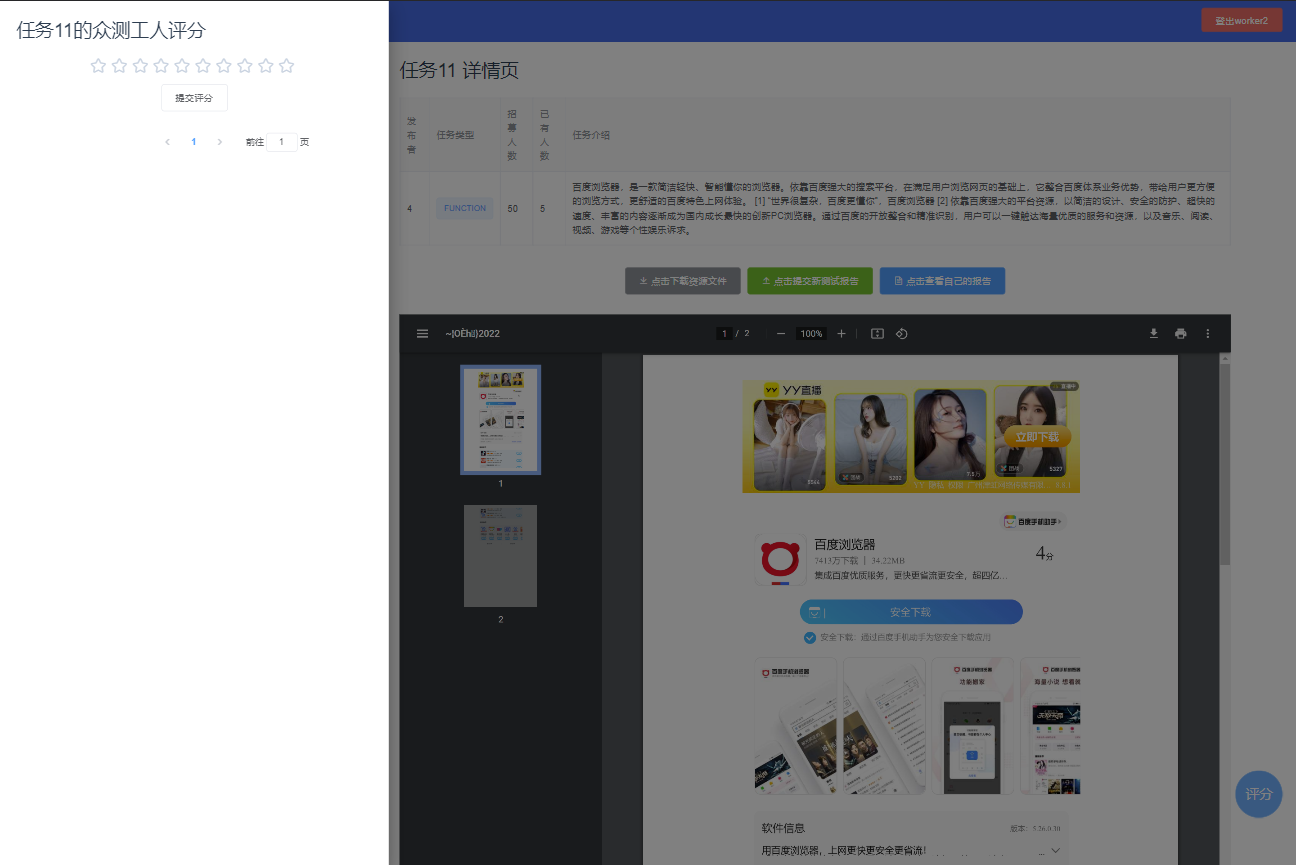 任务11的众测工人评分
提交评分
1
前往 1 页
登出worker2
任务11 详情页
发布者
任务类型
招募人数
已有人数
任务介绍
4
FUNCTION
50
5
百度浏览器，是一款简洁轻快、智能懂你的浏览器。依靠百度强大的搜索平台，在满足用户浏览网页的基础上，它整合百度体系业务优势，带给用户更方便
的浏览方式，更舒适的百度特色上网体验。 [1] "世界很复杂，百度更懂你"，百度浏览器 [2] 依靠百度强大的平台资源，以简洁的设计、安全的防护、超快的
速度、丰富的内容逐渐成为国内成长最快的创新PC浏览器。通过百度的开放整合和精准识别，用户可以一键触达海量优质的服务和资源，以及音乐、阅读、
视频、游戏等个性娱乐诉求。
点击下载资源文件
点击提交新测试报告
点击查看自己的报告
1 / 2
100%
1
2
YY直播
立即下载
5202
7.5万
5327
百度手机助手
百度浏览器
7413万下载 | 34.22MB
集成百度优质服务，更快更省流更安全，超四亿...
4分
安全下载
安全下载：通过百度手机助手为您安全下载应用
百度手机浏览器
功能搬家
海量小说 想看就
软件信息
用百度浏览器，上网更快更安全更省流!
评分